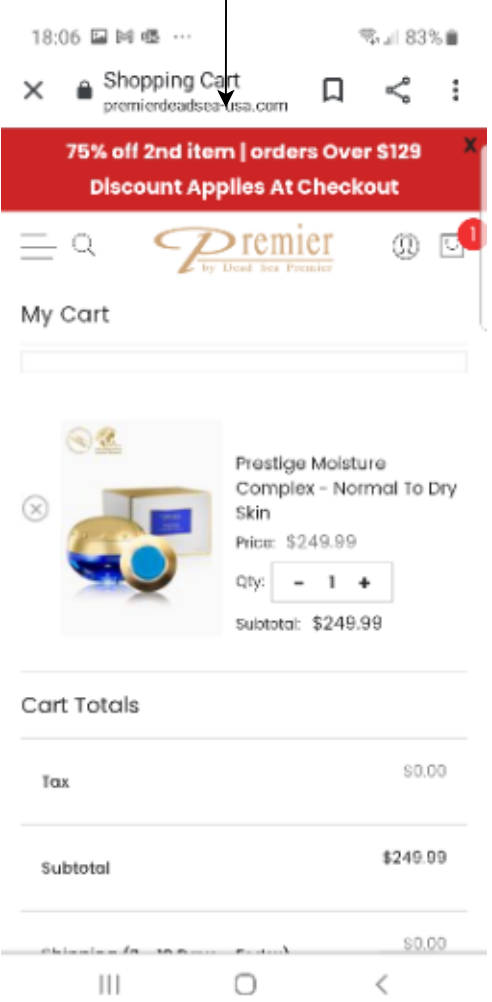 18:06 83%
Shopping Cart
premierdeadsea-usa.com
75% off 2nd item | orders Over $129
X
Discount Applies At Checkout
Premier
by Dead Sea Premier
1
My Cart
Prestige Moisture
Complex - Normal To Dry
Skin
Price: $249.99
Qty: - 1 +
Subtotal: $249.99
Cart Totals
Tax $0.00
Subtotal $249.99
Shipping $0.00